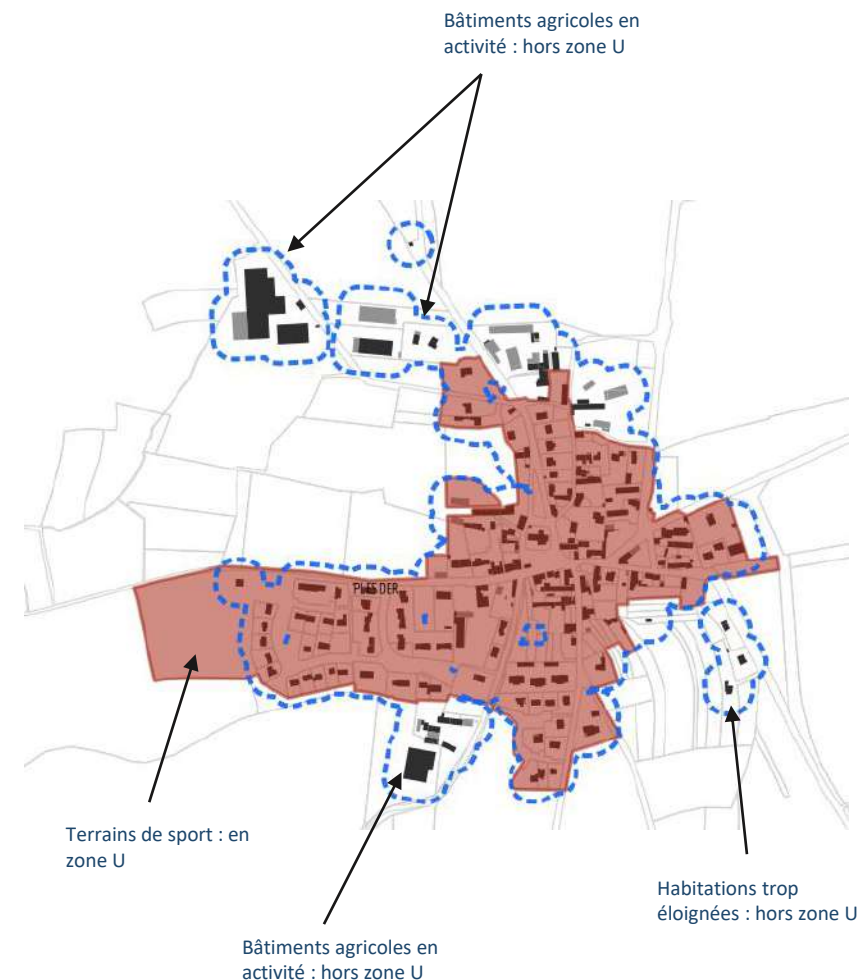 Bâtiments agricoles en
activité : hors zone U
PLESDER
Terrains de sport : en
zone U
Habitations trop
éloignées : hors zone U
Bâtiments agricoles en
activité : hors zone U